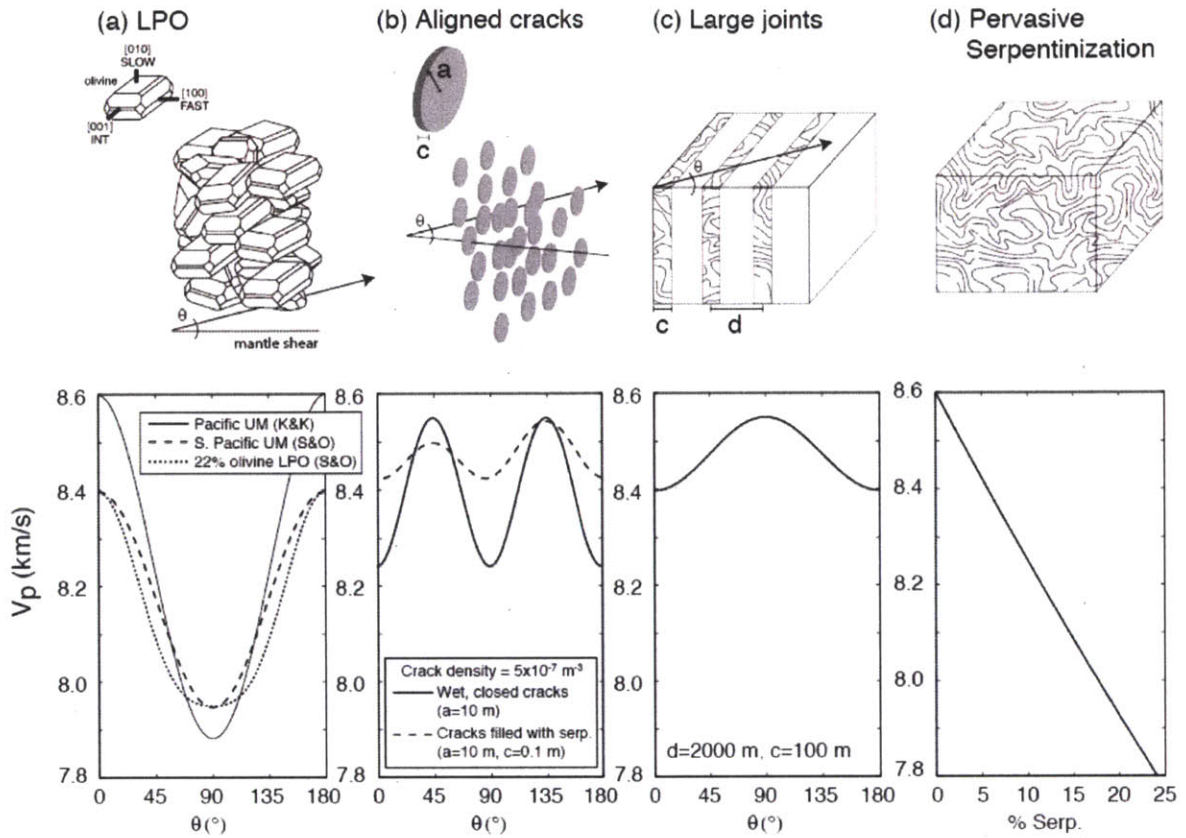 (a) LPO
[010]
SLOW
olivine
[100]
FAST
[001]
INT
θ
mantle shear
(b) Aligned cracks
a
c
θ
(c) Large joints
θ
c
d
(d) Pervasive
Serpentinization
Vp (km/s)
8.6
8.4
8.2
8.0
7.8
Pacific UM (K&K)
S. Pacific UM (S&O)
22% olivine LPO (S&O)
0 45 90 135 180
θ(°)
8.6
8.4
8.2
8.0
7.8
Crack density = 5x10⁻⁷ m⁻³
Wet, closed cracks
(a=10 m)
Cracks filled with serp.
(a=10 m, c=0.1 m)
0 45 90 135 180
θ(°)
8.6
8.4
8.2
8.0
7.8
d=2000 m, c=100 m
0 45 90 135 180
θ(°)
8.6
8.4
8.2
8.0
7.8
0 5 10 15 20 25
% Serp.